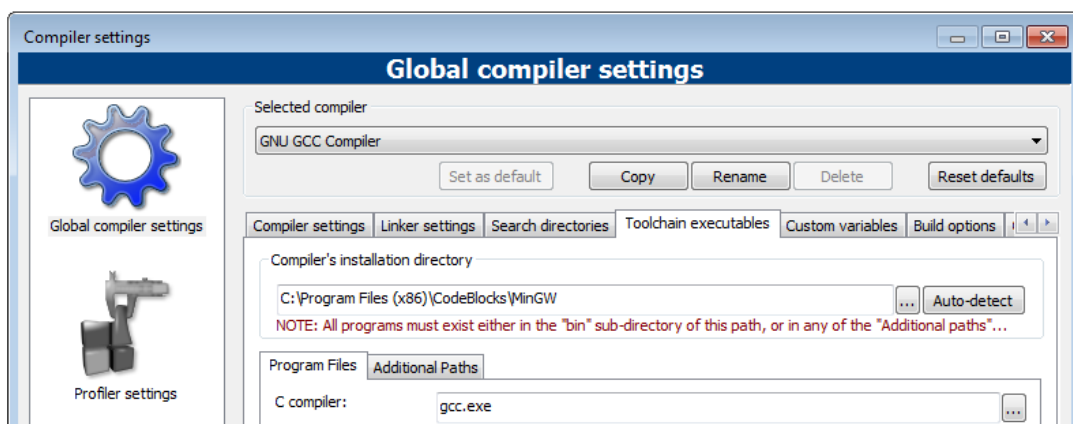 Compiler settings
Global compiler settings
Selected compiler
GNU GCC Compiler
Set as default Copy Rename Delete Reset defaults
Global compiler settings
Compiler settings Linker settings Search directories Toolchain executables Custom variables Build options
Compiler's installation directory
C:\Program Files (x86)\CodeBlocks\MinGW ... Auto-detect
NOTE: All programs must exist either in the "bin" sub-directory of this path, or in any of the "Additional paths"...
Program Files Additional Paths
Profiler settings
C compiler: gcc.exe ...